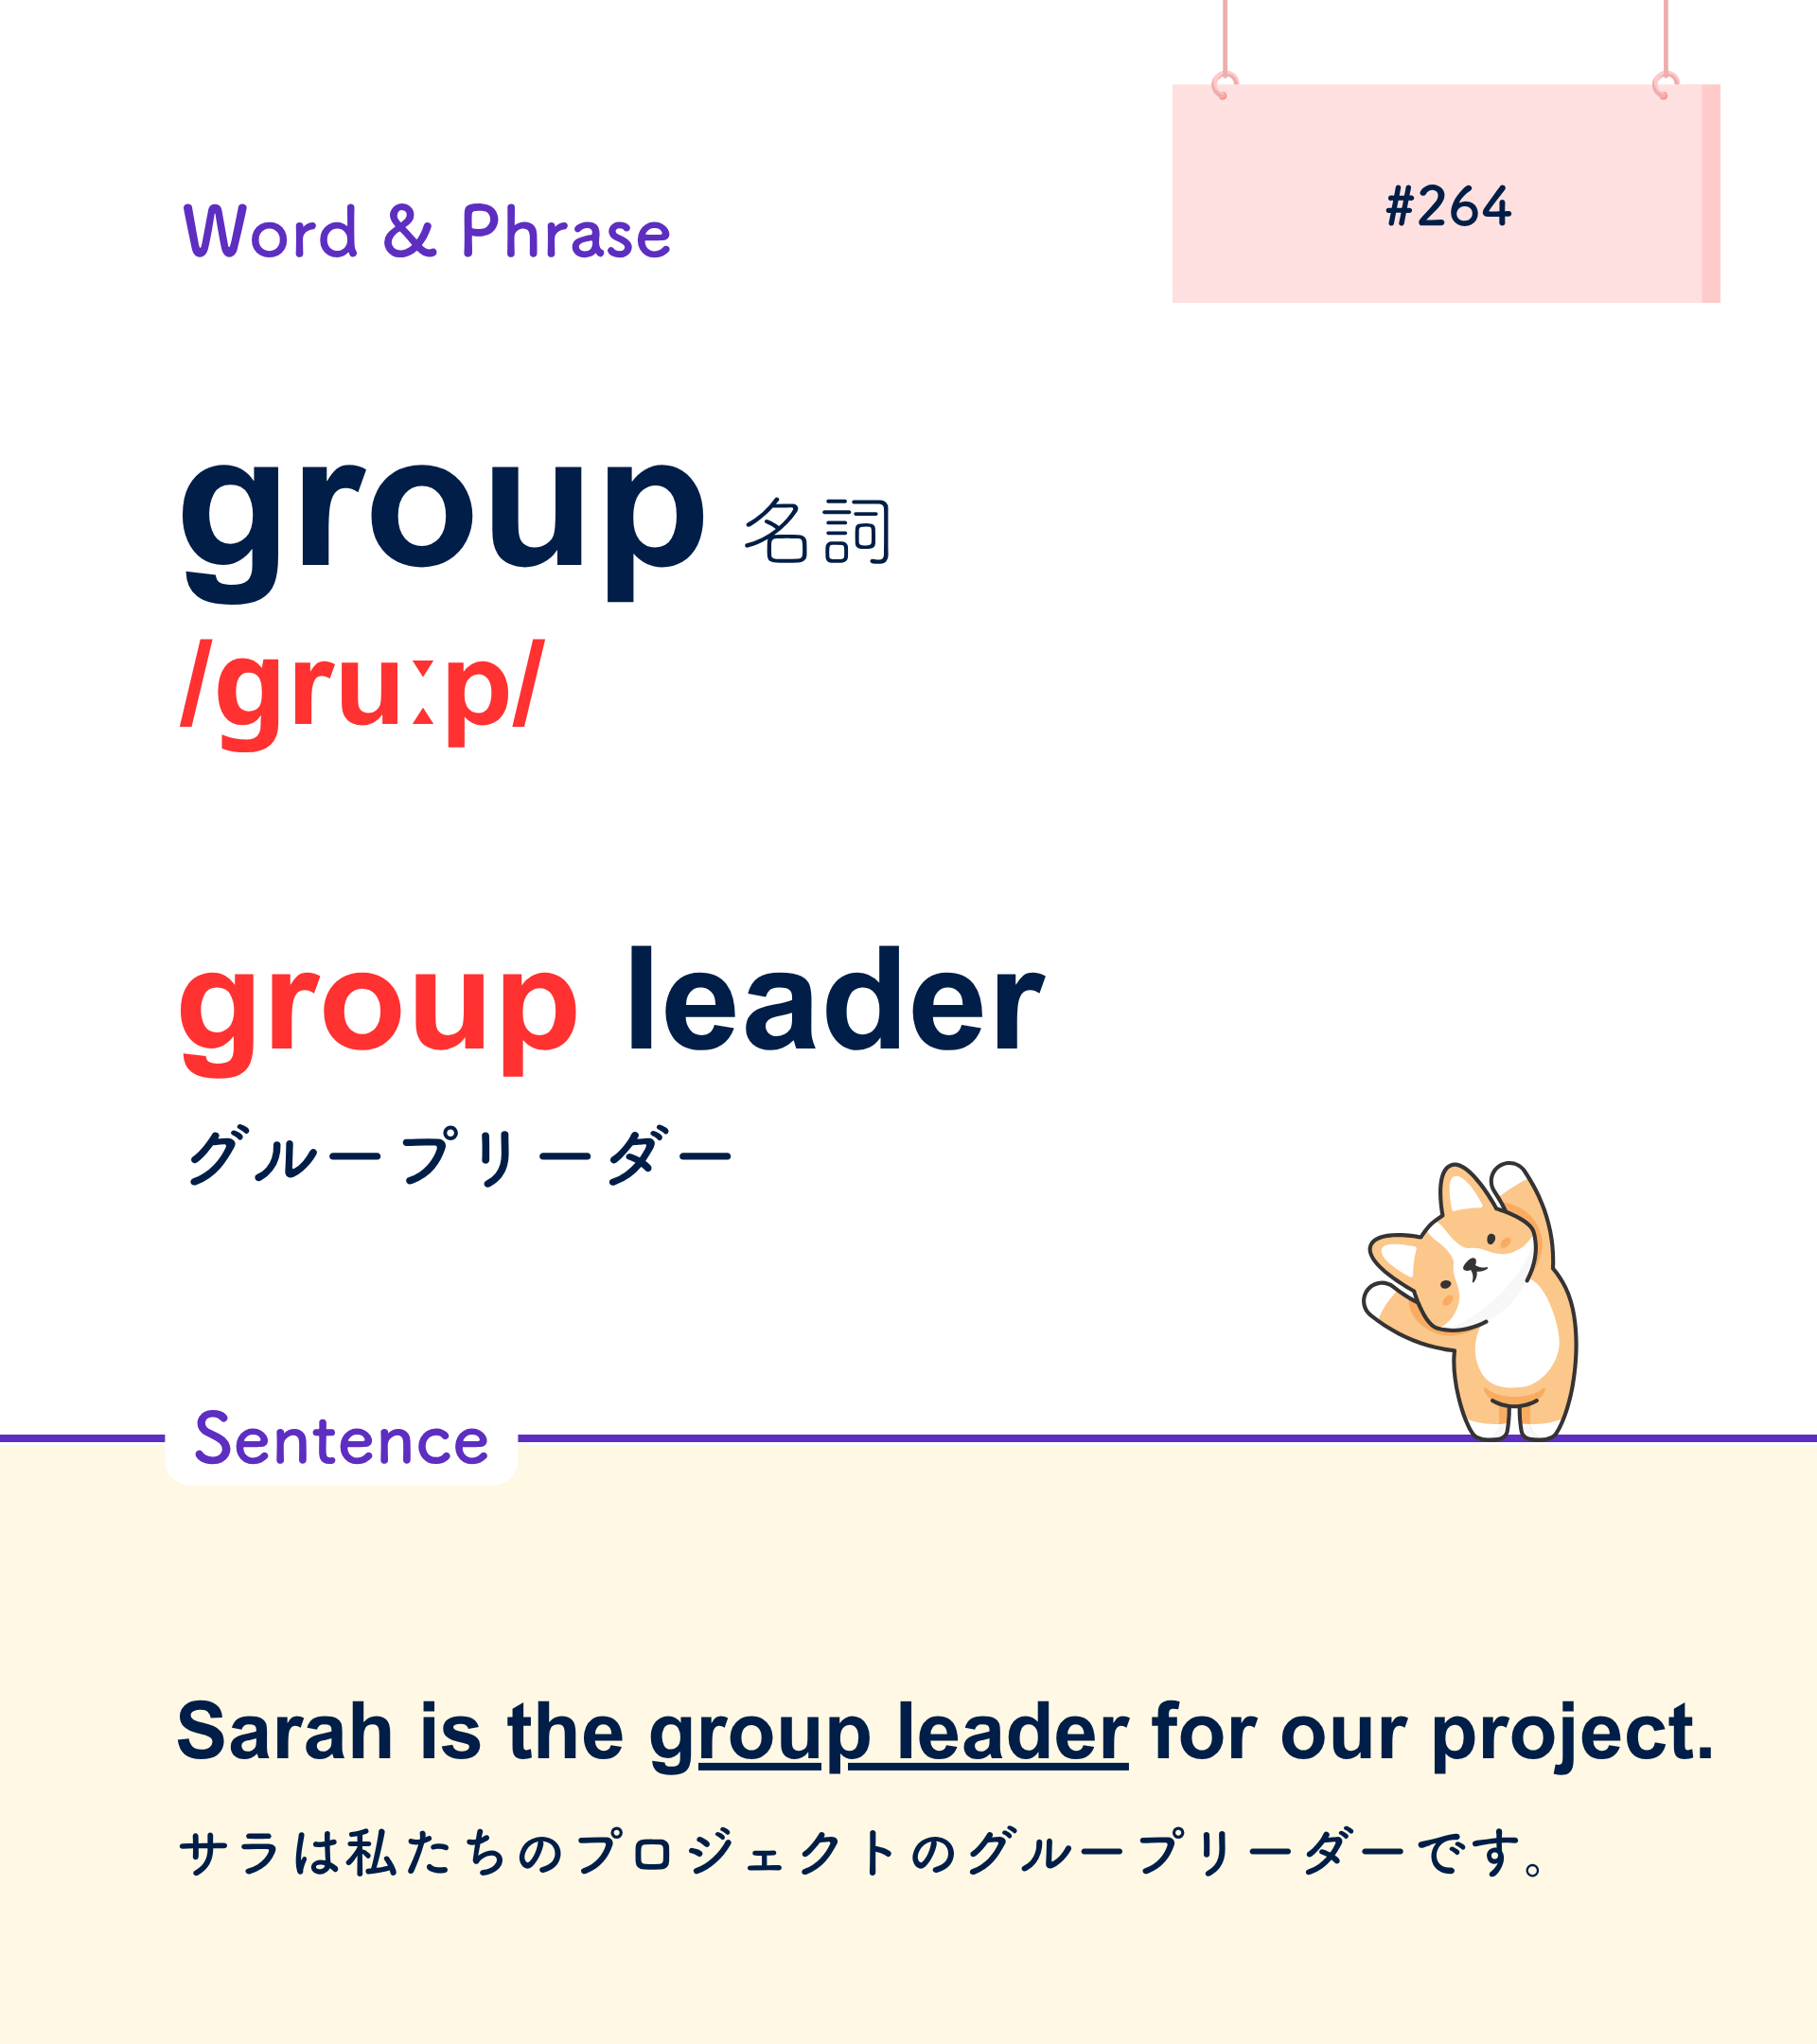 Word & Phrase
#264
group 名詞
/gruːp/
group leader
グループリーダー
Sentence
Sarah is the group leader for our project.
サラは私たちのプロジェクトのグループリーダーです。